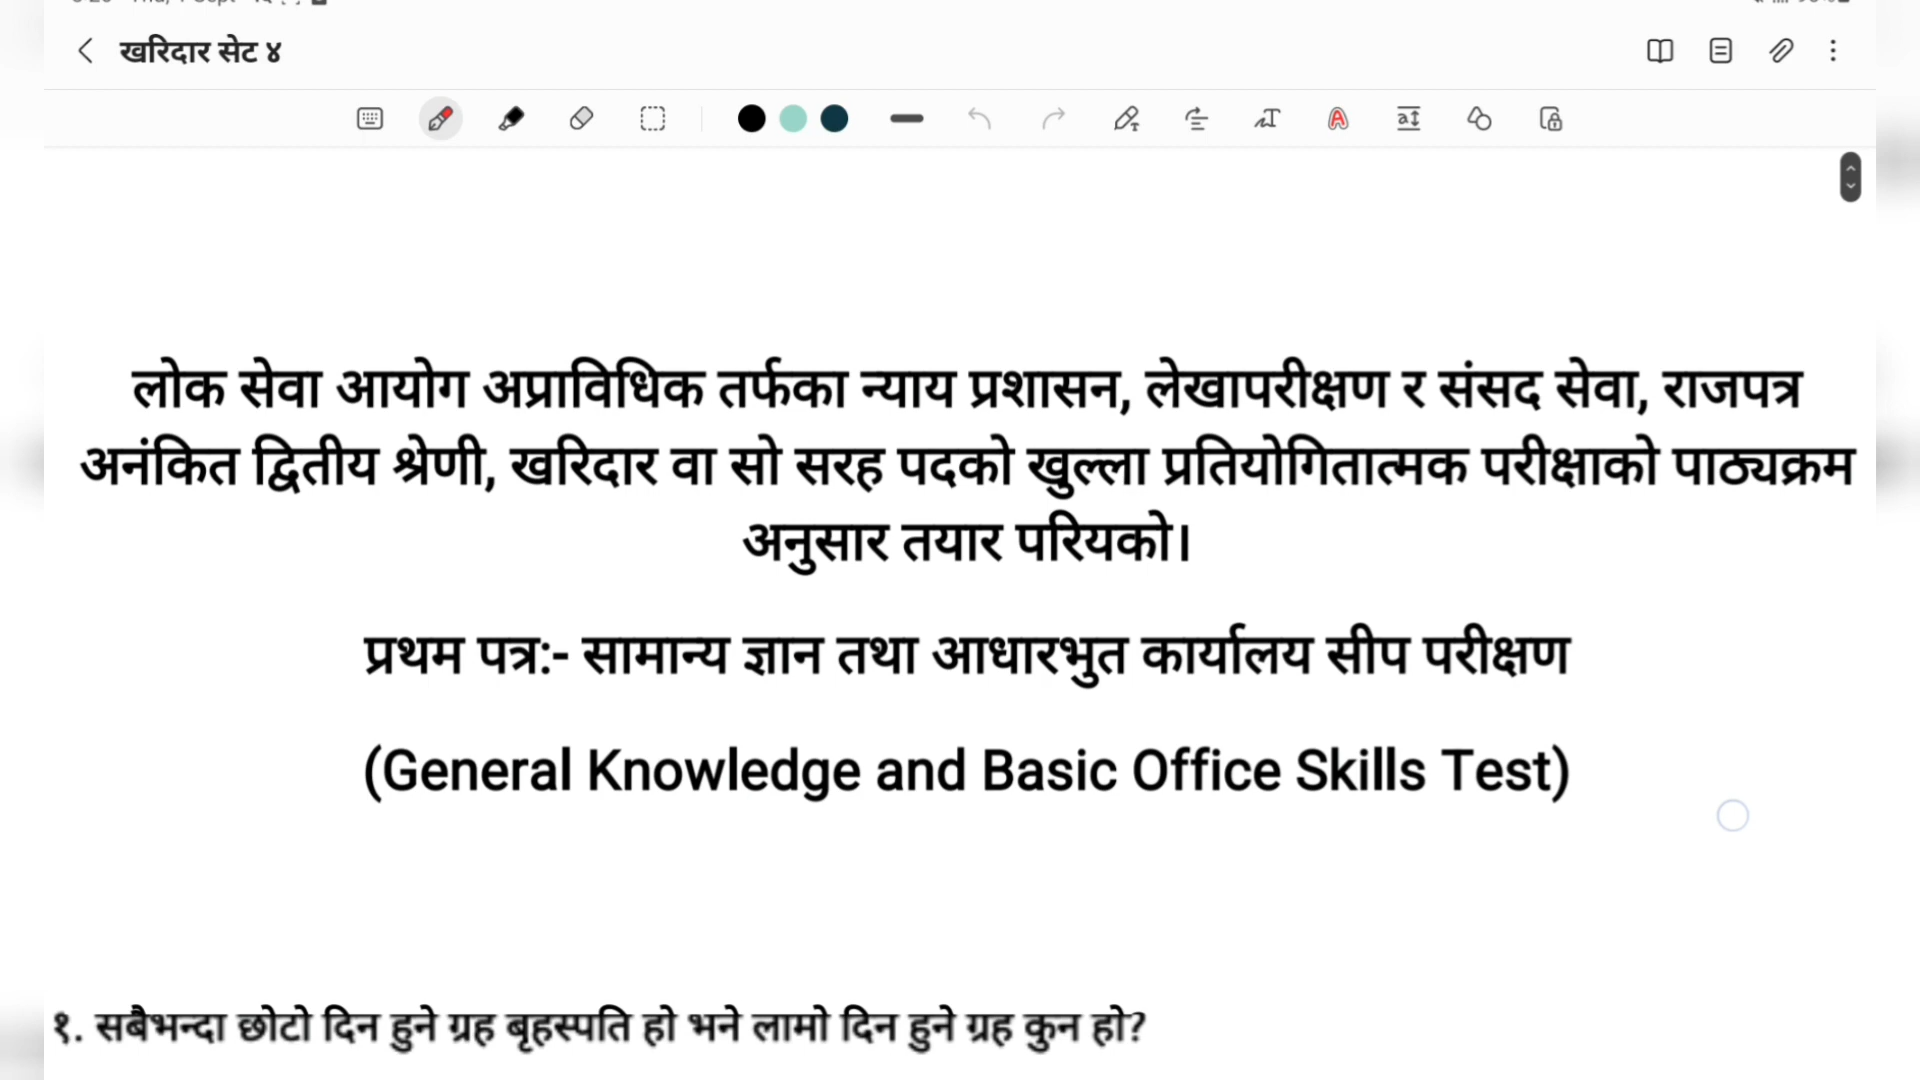 खरिदार सेट ४
लोक सेवा आयोग अप्राविधिक तर्फका न्याय प्रशासन, लेखापरीक्षण र संसद सेवा, राजपत्र
अनंकित द्वितीय श्रेणी, खरिदार वा सो सरह पदको खुल्ला प्रतियोगितात्मक परीक्षाको पाठ्यक्रम
अनुसार तयार परियको।
प्रथम पत्र:- सामान्य ज्ञान तथा आधारभुत कार्यालय सीप परीक्षण
(General Knowledge and Basic Office Skills Test)
१. सबैभन्दा छोटो दिन हुने ग्रह बृहस्पति हो भने लामो दिन हुने ग्रह कुन हो?